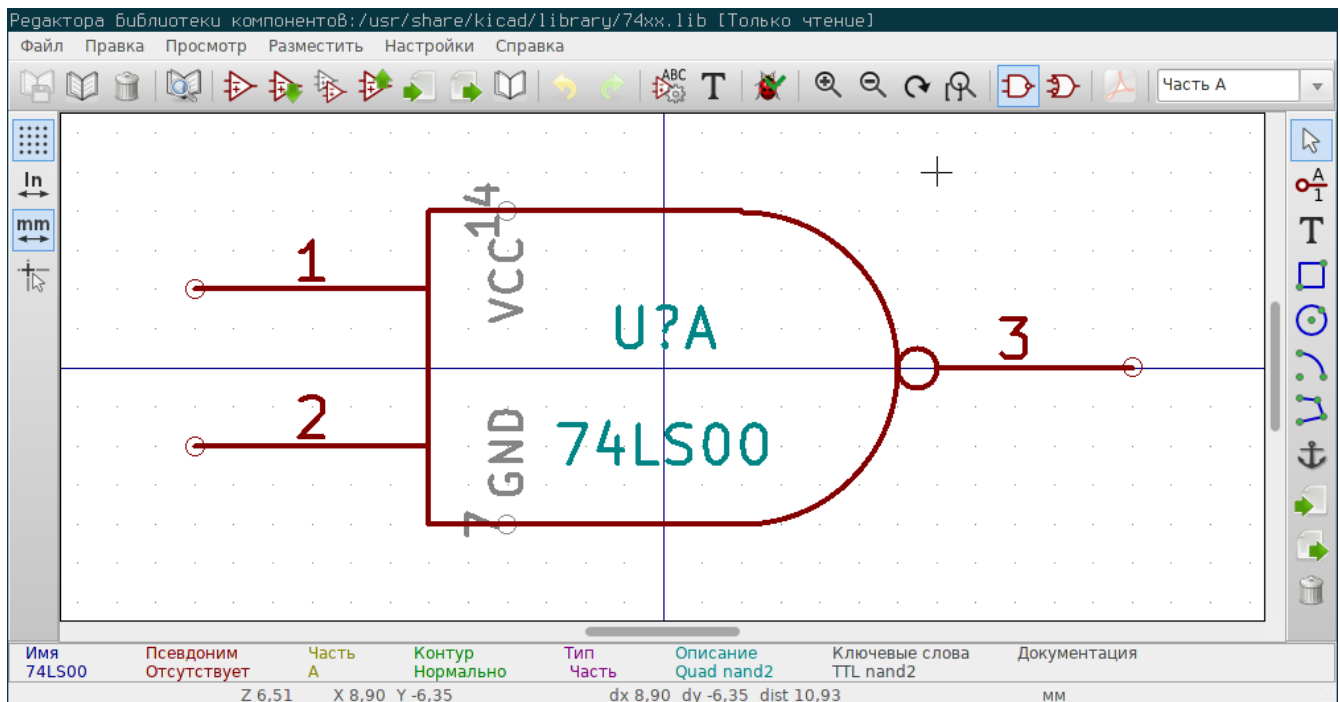 Редактора библиотеки компонентов:/usr/share/kicad/library/74xx.lib [Только чтение]
Файл Правка Просмотр Разместить Настройки Справка
ABC T Часть A
In
mm
A
1
T
14
VCC
1
2
U?A
3
74LS00
GND
7
Имя Псевдоним Часть Контур Тип Описание Ключевые слова Документация
74LS00 Отсутствует A Нормально Часть Quad nand2 TTL nand2
Z 6,51 X 8,90 Y -6,35 dx 8,90 dy -6,35 dist 10,93 мм